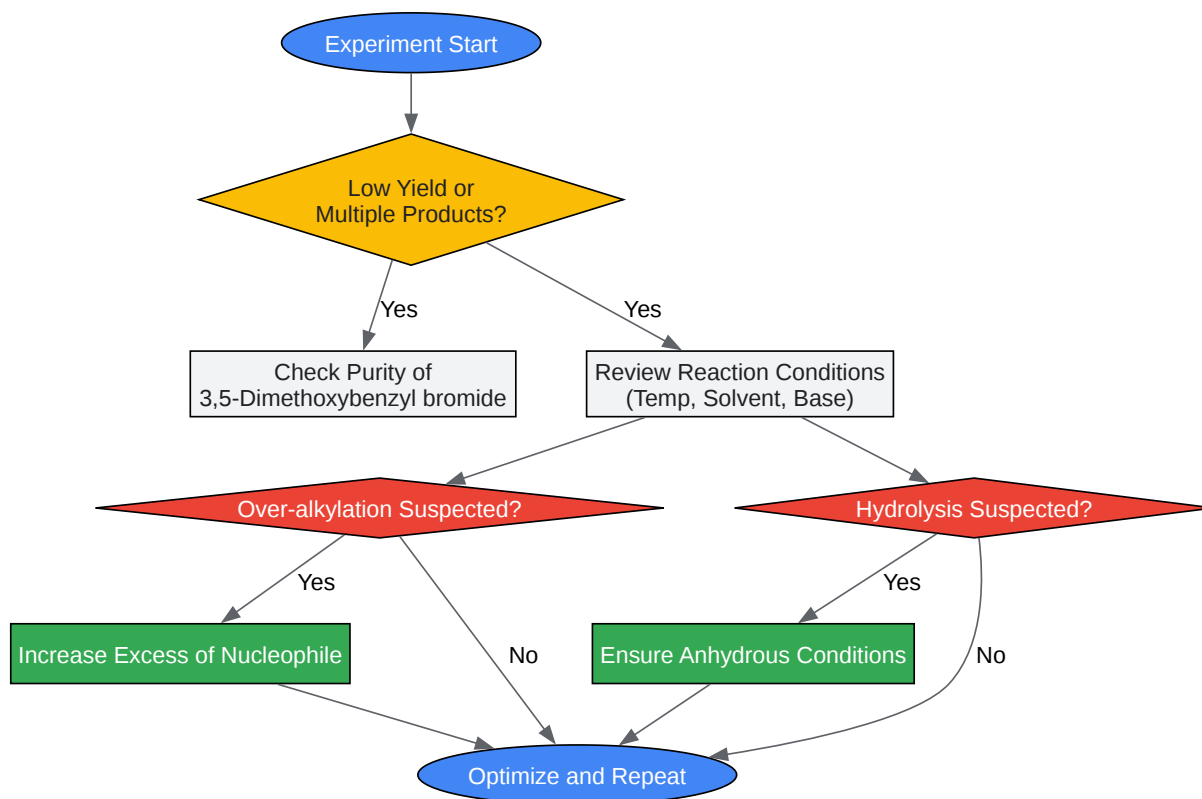 Experiment Start
Low Yield or
Multiple Products?
Yes
Yes
Check Purity of
3,5-Dimethoxybenzyl bromide
Review Reaction Conditions
(Temp, Solvent, Base)
Over-alkylation Suspected?
Hydrolysis Suspected?
Yes
Yes
Increase Excess of Nucleophile
No
Ensure Anhydrous Conditions
No
Optimize and Repeat